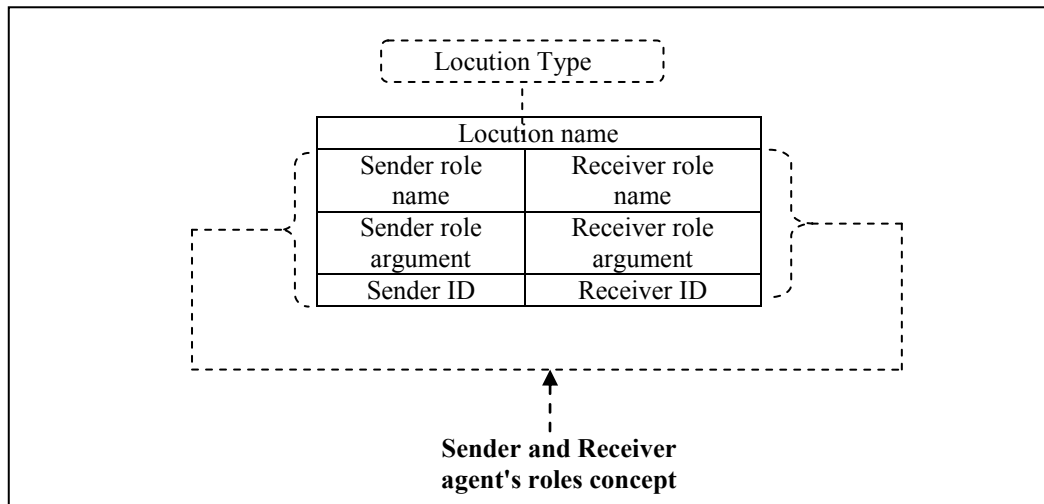 Locution Type
Locution name
Sender role
name
Receiver role
name
Sender role
argument
Receiver role
argument
Sender ID
Receiver ID
Sender and Receiver
agent's roles concept